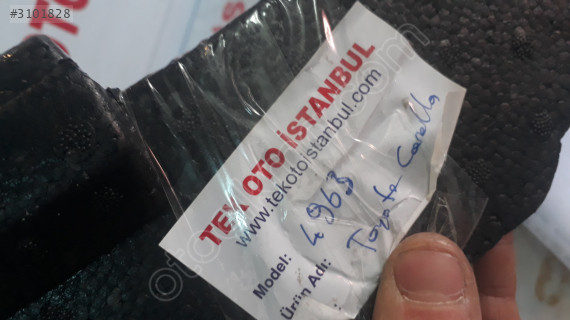 #3101828
TEK OTO İSTANBUL
www.tekotoistanbul.com
Model: 4963
Ürün Adı: Toyota Corolla